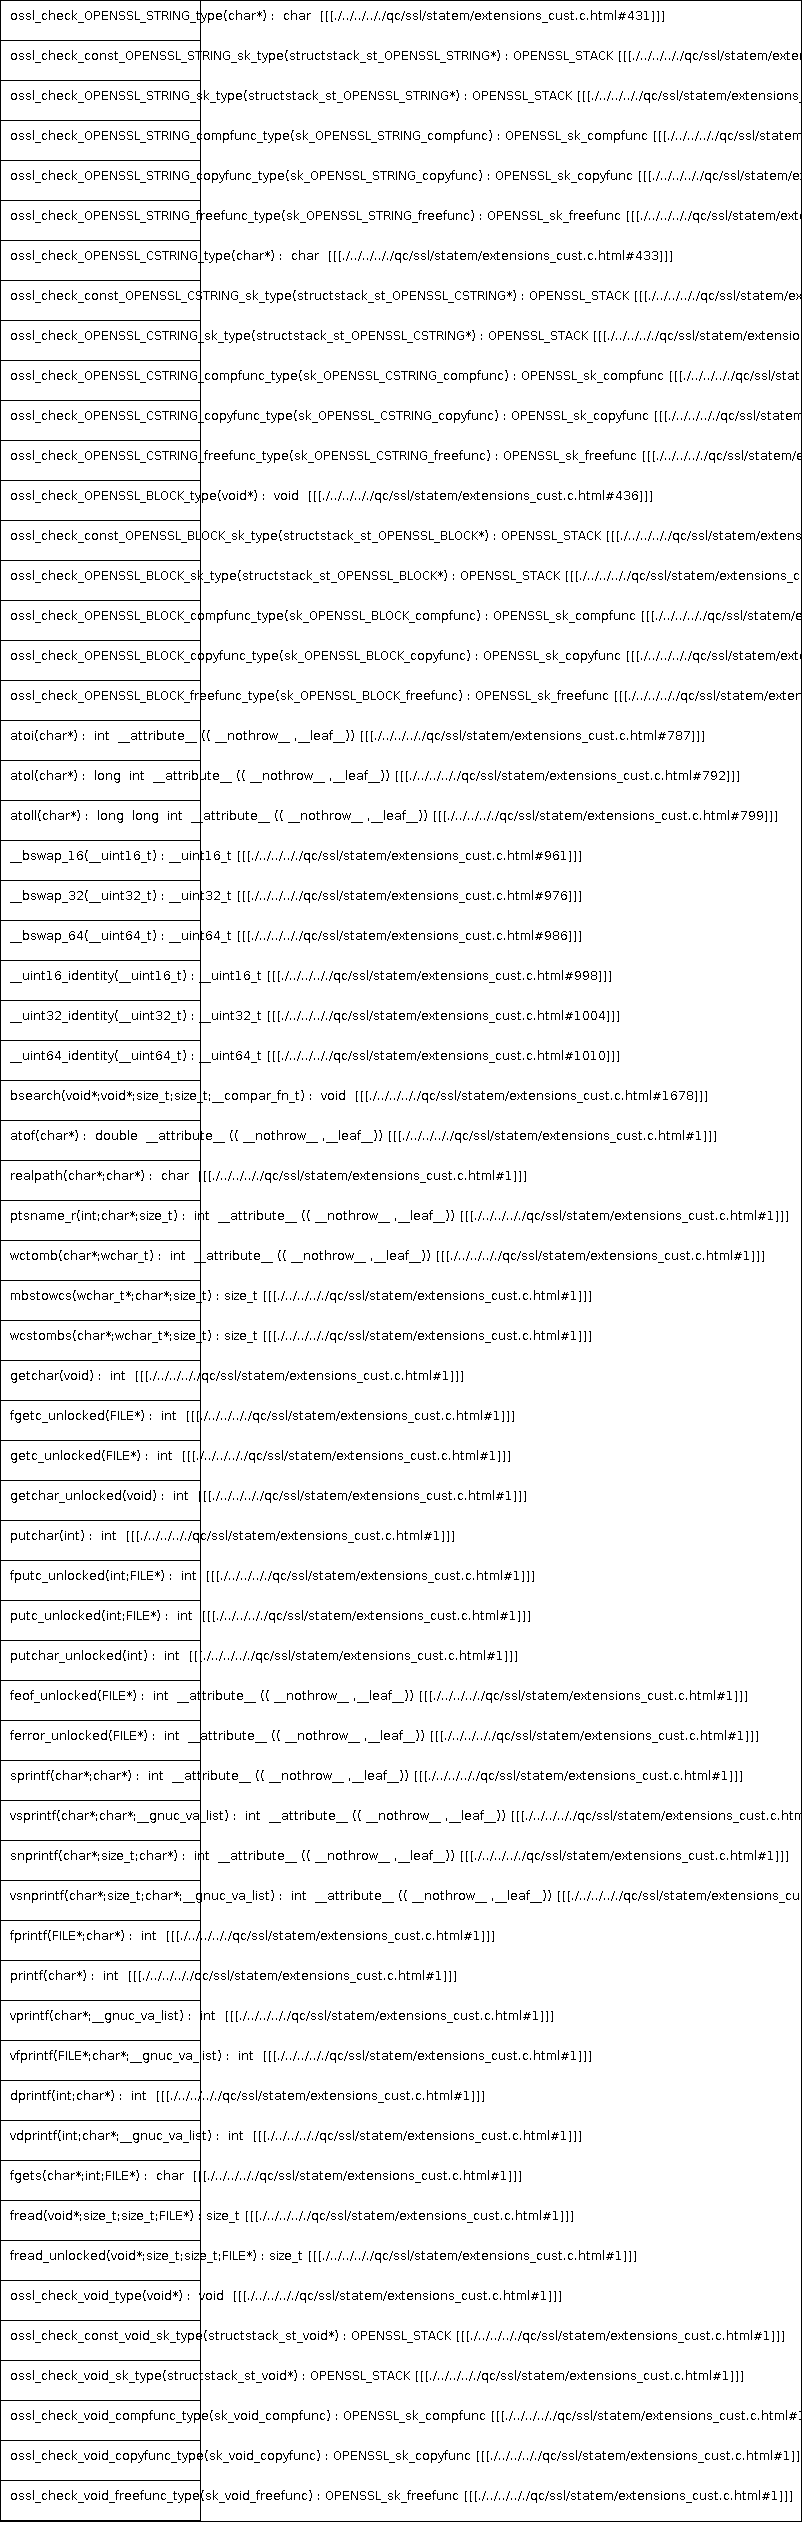 ossl_check_OPENSSL_STRING_type(char*) : char [[[./../../../qc/ssl/statem/extensions_cust.c.html#431]]]
ossl_check_const_OPENSSL_STRING_sk_type(structstack_st_OPENSSL_STRING*) : OPENSSL_STACK [[[./../../../qc/ssl/statem/exten
ossl_check_OPENSSL_STRING_sk_type(structstack_st_OPENSSL_STRING*) : OPENSSL_STACK [[[./../../../qc/ssl/statem/extensions_
ossl_check_OPENSSL_STRING_compfunc_type(sk_OPENSSL_STRING_compfunc) : OPENSSL_sk_compfunc [[[./../../../qc/ssl/statem
ossl_check_OPENSSL_STRING_copyfunc_type(sk_OPENSSL_STRING_copyfunc) : OPENSSL_sk_copyfunc [[[./../../../qc/ssl/statem/e
ossl_check_OPENSSL_STRING_freefunc_type(sk_OPENSSL_STRING_freefunc) : OPENSSL_sk_freefunc [[[./../../../qc/ssl/statem/ext
ossl_check_OPENSSL_CSTRING_type(char*) : char [[[./../../../qc/ssl/statem/extensions_cust.c.html#433]]]
ossl_check_const_OPENSSL_CSTRING_sk_type(structstack_st_OPENSSL_CSTRING*) : OPENSSL_STACK [[[./../../../qc/ssl/statem/ex
ossl_check_OPENSSL_CSTRING_sk_type(structstack_st_OPENSSL_CSTRING*) : OPENSSL_STACK [[[./../../../qc/ssl/statem/extensio
ossl_check_OPENSSL_CSTRING_compfunc_type(sk_OPENSSL_CSTRING_compfunc) : OPENSSL_sk_compfunc [[[./../../../qc/ssl/stat
ossl_check_OPENSSL_CSTRING_copyfunc_type(sk_OPENSSL_CSTRING_copyfunc) : OPENSSL_sk_copyfunc [[[./../../../qc/ssl/statem
ossl_check_OPENSSL_CSTRING_freefunc_type(sk_OPENSSL_CSTRING_freefunc) : OPENSSL_sk_freefunc [[[./../../../qc/ssl/statem/e
ossl_check_OPENSSL_BLOCK_type(void*) : void [[[./../../../qc/ssl/statem/extensions_cust.c.html#436]]]
ossl_check_const_OPENSSL_BLOCK_sk_type(structstack_st_OPENSSL_BLOCK*) : OPENSSL_STACK [[[./../../../qc/ssl/statem/extens
ossl_check_OPENSSL_BLOCK_sk_type(structstack_st_OPENSSL_BLOCK*) : OPENSSL_STACK [[[./../../../qc/ssl/statem/extensions_c
ossl_check_OPENSSL_BLOCK_compfunc_type(sk_OPENSSL_BLOCK_compfunc) : OPENSSL_sk_compfunc [[[./../../../qc/ssl/statem/e
ossl_check_OPENSSL_BLOCK_copyfunc_type(sk_OPENSSL_BLOCK_copyfunc) : OPENSSL_sk_copyfunc [[[./../../../qc/ssl/statem/ext
ossl_check_OPENSSL_BLOCK_freefunc_type(sk_OPENSSL_BLOCK_freefunc) : OPENSSL_sk_freefunc [[[./../../../qc/ssl/statem/exten
atoi(char*) : int __attribute__ (( __nothrow__ ,__leaf__)) [[[./../../../qc/ssl/statem/extensions_cust.c.html#787]]]
atol(char*) : long int __attribute__ (( __nothrow__ ,__leaf__)) [[[./../../../qc/ssl/statem/extensions_cust.c.html#792]]]
atoll(char*) : long long int __attribute__ (( __nothrow__ ,__leaf__)) [[[./../../../qc/ssl/statem/extensions_cust.c.html#799]]]
__bswap_16(__uint16_t) : __uint16_t [[[./../../../qc/ssl/statem/extensions_cust.c.html#961]]]
__bswap_32(__uint32_t) : __uint32_t [[[./../../../qc/ssl/statem/extensions_cust.c.html#976]]]
__bswap_64(__uint64_t) : __uint64_t [[[./../../../qc/ssl/statem/extensions_cust.c.html#986]]]
__uint16_identity(__uint16_t) : __uint16_t [[[./../../../qc/ssl/statem/extensions_cust.c.html#998]]]
__uint32_identity(__uint32_t) : __uint32_t [[[./../../../qc/ssl/statem/extensions_cust.c.html#1004]]]
__uint64_identity(__uint64_t) : __uint64_t [[[./../../../qc/ssl/statem/extensions_cust.c.html#1010]]]
bsearch(void*;void*;size_t;size_t;__compar_fn_t) : void [[[./../../../qc/ssl/statem/extensions_cust.c.html#1678]]]
atof(char*) : double __attribute__ (( __nothrow__ ,__leaf__)) [[[./../../../qc/ssl/statem/extensions_cust.c.html#1]]]
realpath(char*;char*) : char [[[./../../../qc/ssl/statem/extensions_cust.c.html#1]]]
ptsname_r(int;char*;size_t) : int __attribute__ (( __nothrow__ ,__leaf__)) [[[./../../../qc/ssl/statem/extensions_cust.c.html#1]]]
wctomb(char*;wchar_t) : int __attribute__ (( __nothrow__ ,__leaf__)) [[[./../../../qc/ssl/statem/extensions_cust.c.html#1]]]
mbstowcs(wchar_t*;char*;size_t) : size_t [[[./../../../qc/ssl/statem/extensions_cust.c.html#1]]]
wcstombs(char*;wchar_t*;size_t) : size_t [[[./../../../qc/ssl/statem/extensions_cust.c.html#1]]]
getchar(void) : int [[[./../../../qc/ssl/statem/extensions_cust.c.html#1]]]
fgetc_unlocked(FILE*) : int [[[./../../../qc/ssl/statem/extensions_cust.c.html#1]]]
getc_unlocked(FILE*) : int [[[./../../../qc/ssl/statem/extensions_cust.c.html#1]]]
getchar_unlocked(void) : int [[[./../../../qc/ssl/statem/extensions_cust.c.html#1]]]
putchar(int) : int [[[./../../../qc/ssl/statem/extensions_cust.c.html#1]]]
fputc_unlocked(int;FILE*) : int [[[./../../../qc/ssl/statem/extensions_cust.c.html#1]]]
putc_unlocked(int;FILE*) : int [[[./../../../qc/ssl/statem/extensions_cust.c.html#1]]]
putchar_unlocked(int) : int [[[./../../../qc/ssl/statem/extensions_cust.c.html#1]]]
feof_unlocked(FILE*) : int __attribute__ (( __nothrow__ ,__leaf__)) [[[./../../../qc/ssl/statem/extensions_cust.c.html#1]]]
ferror_unlocked(FILE*) : int __attribute__ (( __nothrow__ ,__leaf__)) [[[./../../../qc/ssl/statem/extensions_cust.c.html#1]]]
sprintf(char*;char*) : int __attribute__ (( __nothrow__ ,__leaf__)) [[[./../../../qc/ssl/statem/extensions_cust.c.html#1]]]
vsprintf(char*;char*;__gnuc_va_list) : int __attribute__ (( __nothrow__ ,__leaf__)) [[[./../../../qc/ssl/statem/extensions_cust.c.htm
snprintf(char*;size_t;char*) : int __attribute__ (( __nothrow__ ,__leaf__)) [[[./../../../qc/ssl/statem/extensions_cust.c.html#1]]]
vsnprintf(char*;size_t;char*;__gnuc_va_list) : int __attribute__ (( __nothrow__ ,__leaf__)) [[[./../../../qc/ssl/statem/extensions_cu
fprintf(FILE*;char*) : int [[[./../../../qc/ssl/statem/extensions_cust.c.html#1]]]
printf(char*) : int [[[./../../../qc/ssl/statem/extensions_cust.c.html#1]]]
vprintf(char*;__gnuc_va_list) : int [[[./../../../qc/ssl/statem/extensions_cust.c.html#1]]]
vfprintf(FILE*;char*;__gnuc_va_list) : int [[[./../../../qc/ssl/statem/extensions_cust.c.html#1]]]
dprintf(int;char*) : int [[[./../../../qc/ssl/statem/extensions_cust.c.html#1]]]
vdprintf(int;char*;__gnuc_va_list) : int [[[./../../../qc/ssl/statem/extensions_cust.c.html#1]]]
fgets(char*;int;FILE*) : char [[[./../../../qc/ssl/statem/extensions_cust.c.html#1]]]
fread(void*;size_t;size_t;FILE*) : size_t [[[./../../../qc/ssl/statem/extensions_cust.c.html#1]]]
fread_unlocked(void*;size_t;size_t;FILE*) : size_t [[[./../../../qc/ssl/statem/extensions_cust.c.html#1]]]
ossl_check_void_type(void*) : void [[[./../../../qc/ssl/statem/extensions_cust.c.html#1]]]
ossl_check_const_void_sk_type(structstack_st_void*) : OPENSSL_STACK [[[./../../../qc/ssl/statem/extensions_cust.c.html#1]]]
ossl_check_void_sk_type(structstack_st_void*) : OPENSSL_STACK [[[./../../../qc/ssl/statem/extensions_cust.c.html#1]]]
ossl_check_void_compfunc_type(sk_void_compfunc) : OPENSSL_sk_compfunc [[[./../../../qc/ssl/statem/extensions_cust.c.html#1
ossl_check_void_copyfunc_type(sk_void_copyfunc) : OPENSSL_sk_copyfunc [[[./../../../qc/ssl/statem/extensions_cust.c.html#1]]
ossl_check_void_freefunc_type(sk_void_freefunc) : OPENSSL_sk_freefunc [[[./../../../qc/ssl/statem/extensions_cust.c.html#1]]]